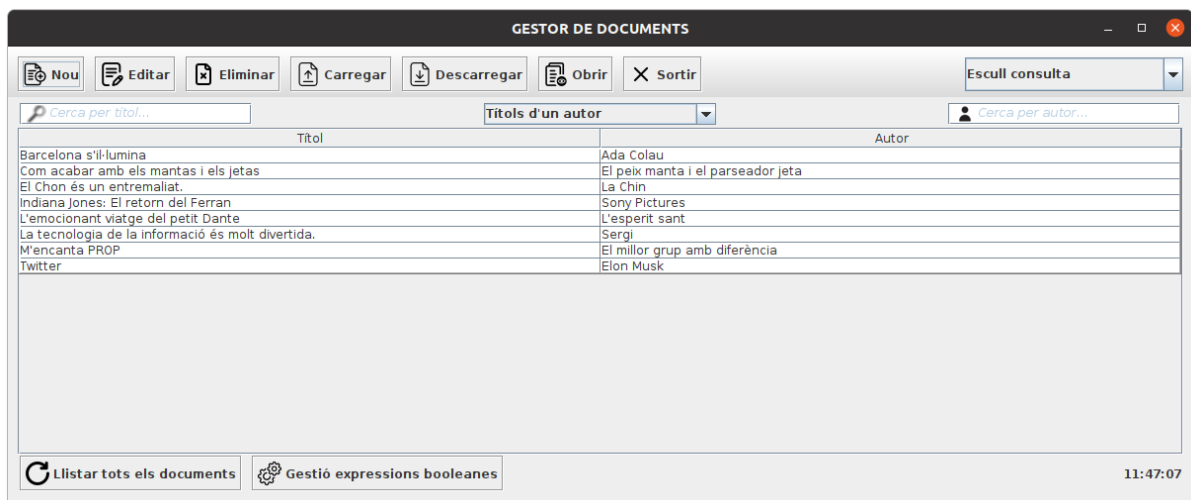 GESTOR DE DOCUMENTS
Nou Editar Eliminar Carregar Descarregar Obrir Sortir Escull consulta
Cerca per títol... Títols d'un autor Cerca per autor...
Títol Autor
Barcelona s'il·lumina Ada Colau
Com acabar amb els mantas i els jetas El peix manta i el parseador jeta
El Chon és un entremaliat. La Chin
Indiana Jones: El retorn del Ferran Sony Pictures
L'emocionant viatge del petit Dante L'esperit sant
La tecnologia de la informació és molt divertida. Sergi
M'encanta PROP El millor grup amb diferència
Twitter Elon Musk
Llistar tots els documents Gestió expressions booleanes 11:47:07